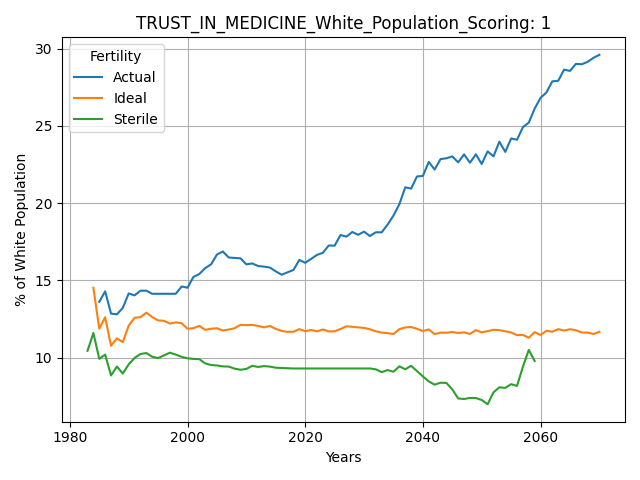 TRUST_IN_MEDICINE_White_Population_Scoring: 1
% of White Population
30
25
20
15
10
Fertility
Actual
Ideal
Sterile
1980
2000
2020
2040
2060
Years